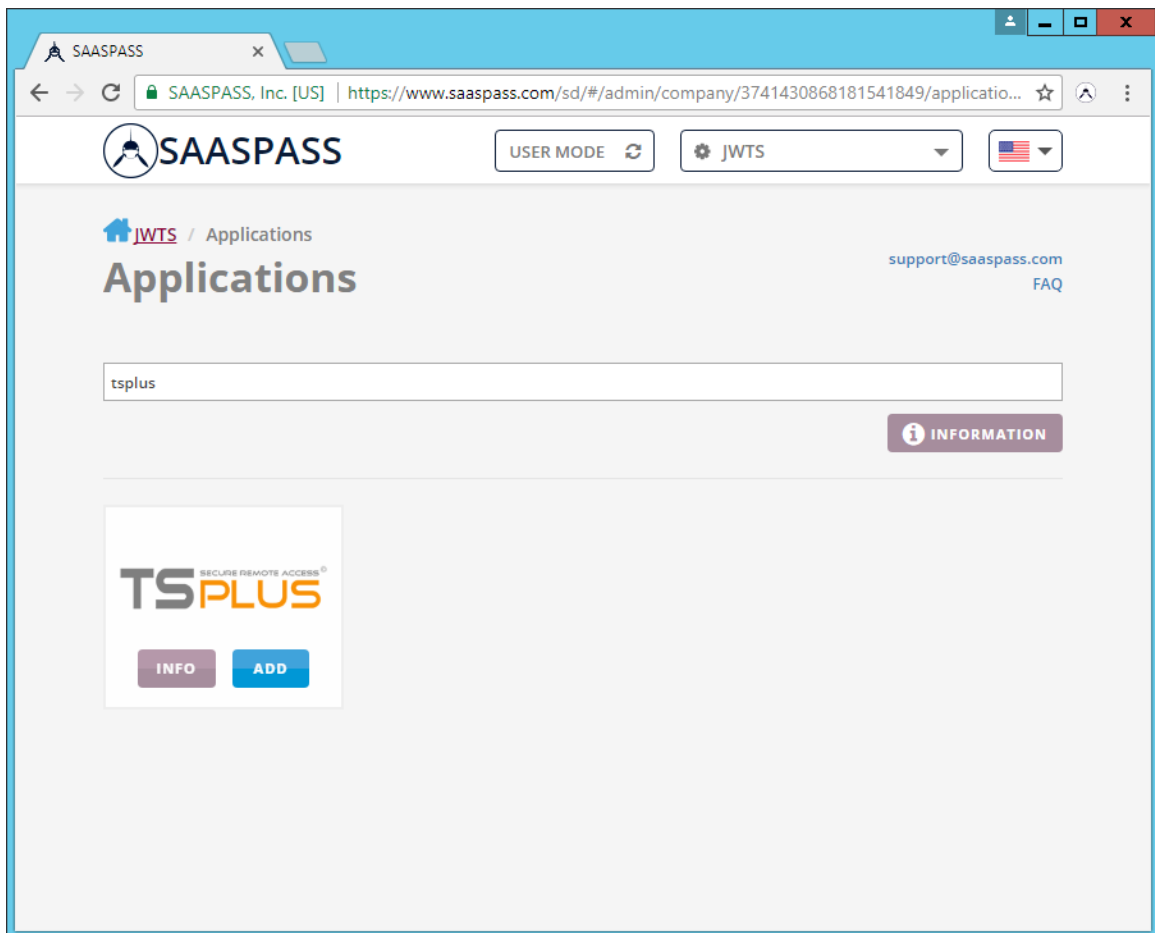 SAASPASS
SAASPASS, Inc. [US] | https://www.saaspass.com/sd/#/admin/company/3741430868181541849/applicatio...
SAASPASS
USER MODE
JWTS
JWTS / Applications
Applications
support@saaspass.com
FAQ
tsplus
INFORMATION
SECURE REMOTE ACCESS©
TSPLUS
INFO
ADD